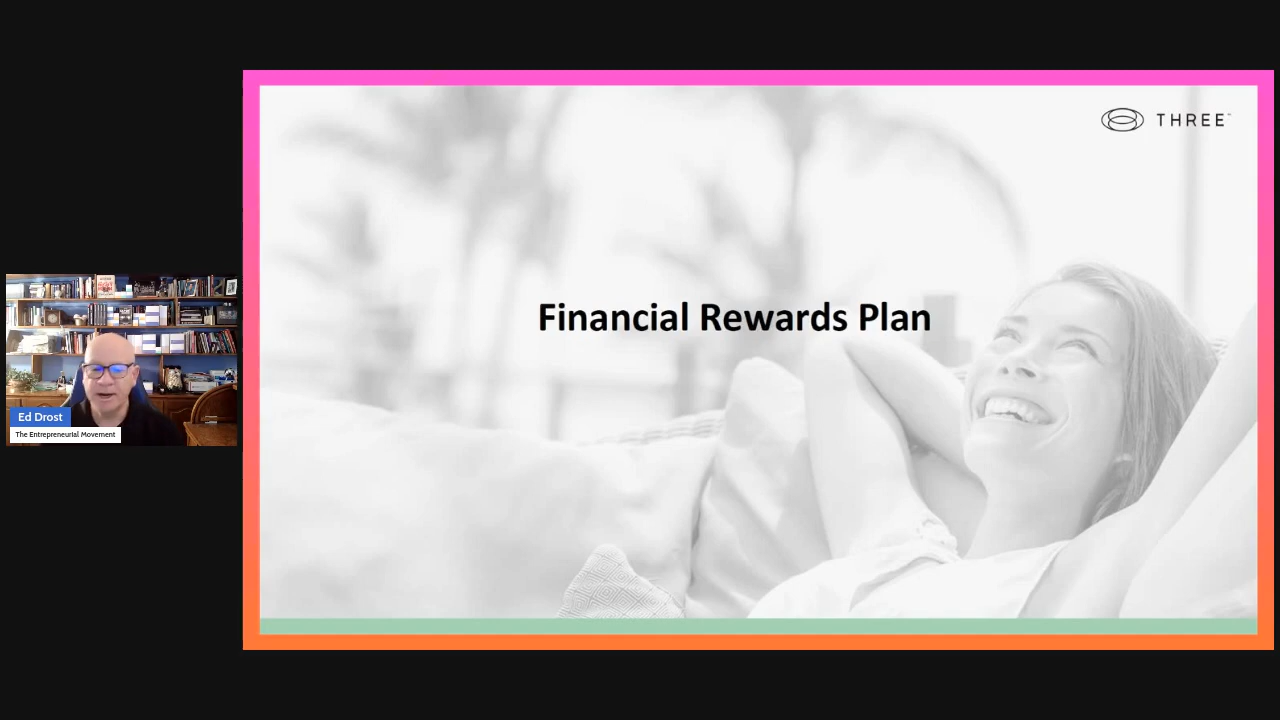 THREE
Financial Rewards Plan
Ed Drost
The Entrepreneurial Movement